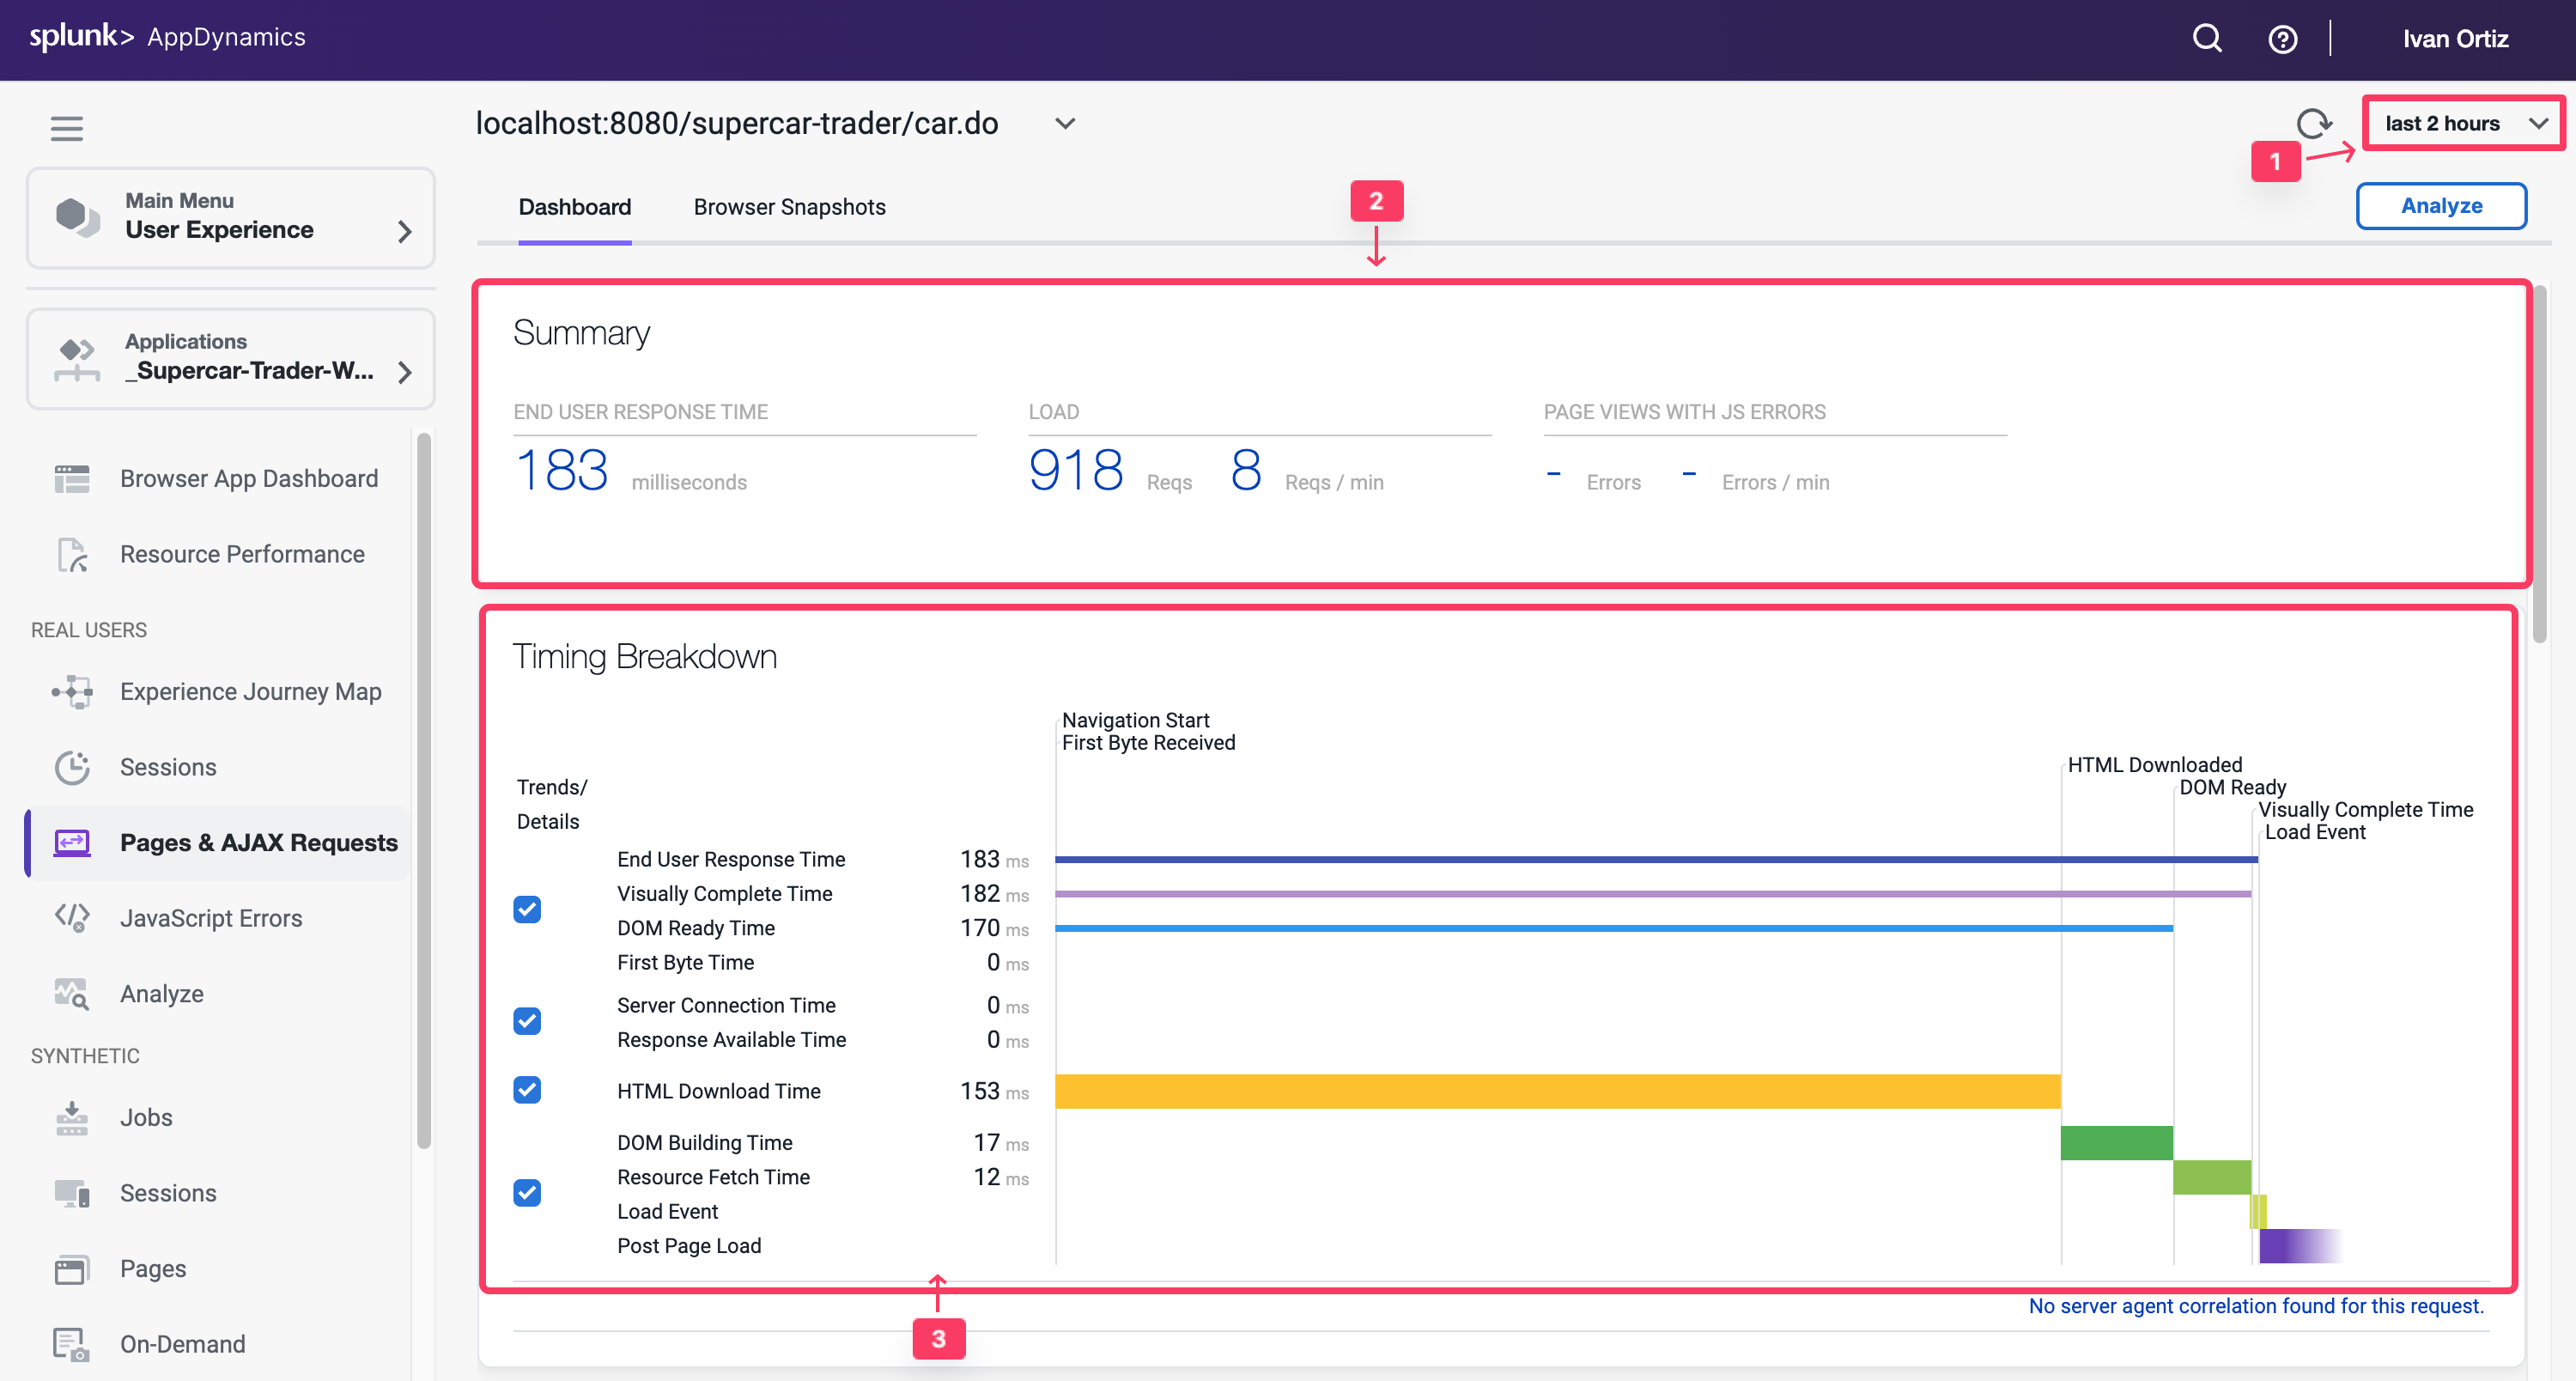 splunk> AppDynamics
Ivan Ortiz
localhost:8080/supercar-trader/car.do
last 2 hours
1
Main Menu
User Experience
Dashboard
Browser Snapshots
2
Analyze
Applications
_Supercar-Trader-W...
Browser App Dashboard
Resource Performance
REAL USERS
Experience Journey Map
Sessions
Pages & AJAX Requests
JavaScript Errors
Analyze
SYNTHETIC
Jobs
Sessions
Pages
On-Demand
Summary
END USER RESPONSE TIME
183 milliseconds
LOAD
918 Reqs 8 Reqs / min
PAGE VIEWS WITH JS ERRORS
- Errors - Errors / min
Timing Breakdown
Navigation Start
First Byte Received
HTML Downloaded
DOM Ready
Visually Complete Time
Load Event
Trends/
Details
End User Response Time 183 ms
Visually Complete Time 182 ms
DOM Ready Time 170 ms
First Byte Time 0 ms
Server Connection Time 0 ms
Response Available Time 0 ms
HTML Download Time 153 ms
DOM Building Time 17 ms
Resource Fetch Time 12 ms
Load Event
Post Page Load
No server agent correlation found for this request.
3